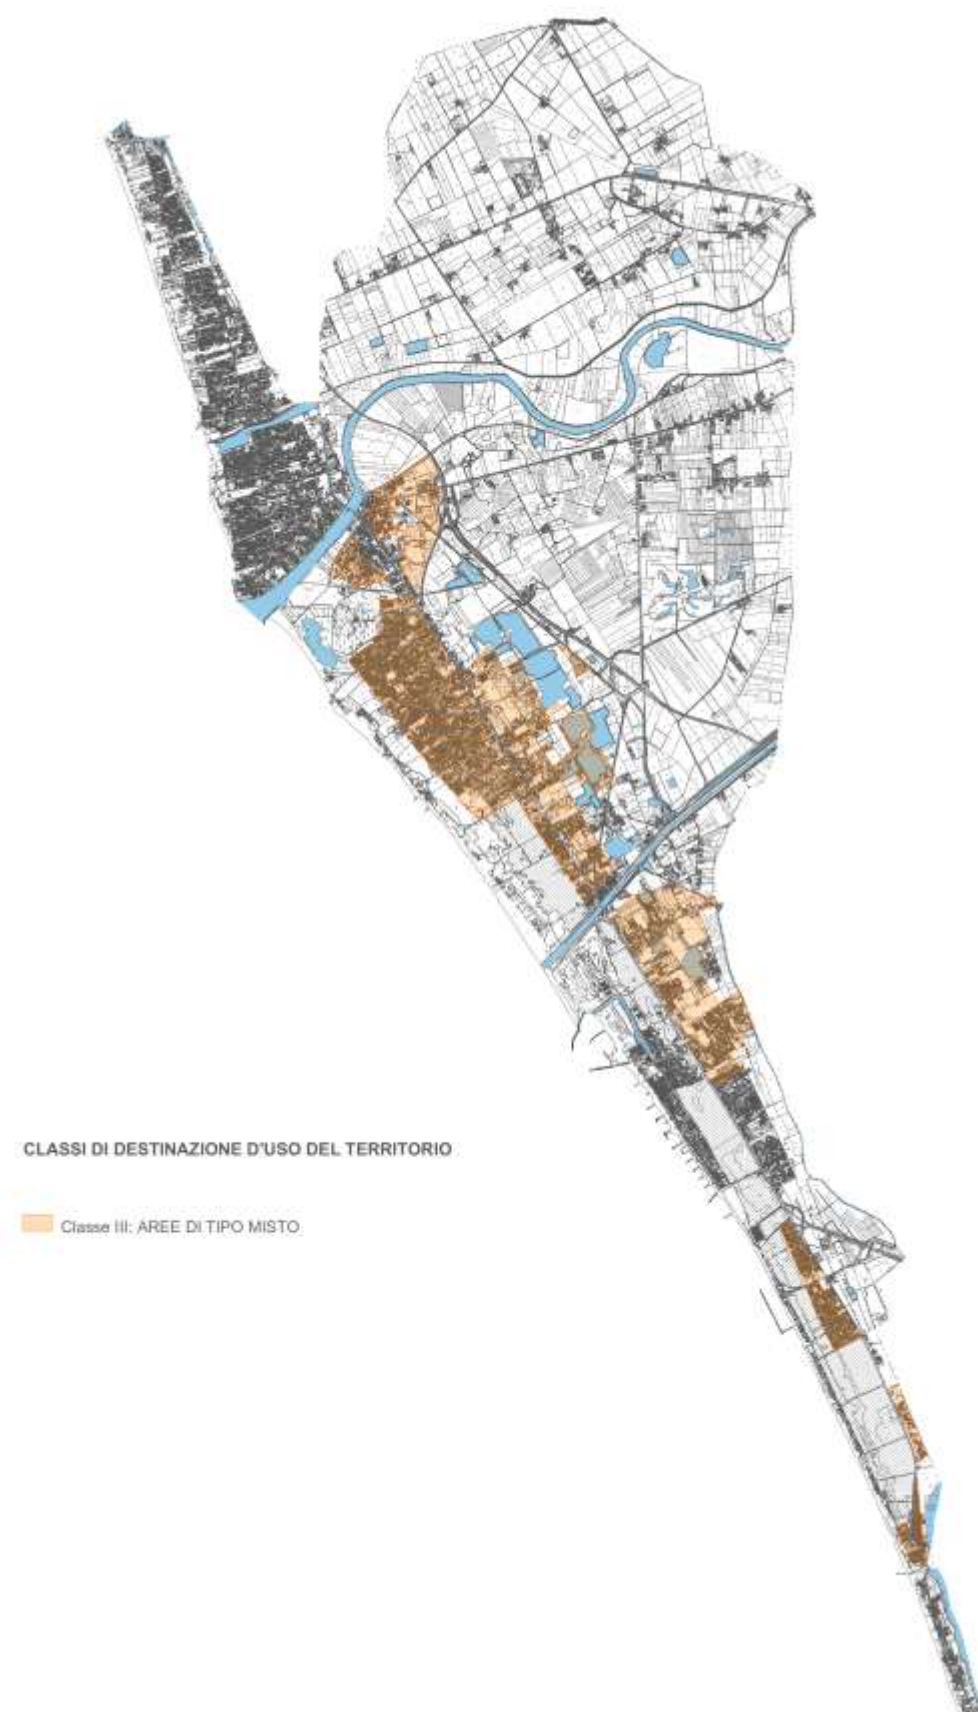 CLASSI DI DESTINAZIONE D'USO DEL TERRITORIO
Classe III: AREE DI TIPO MISTO